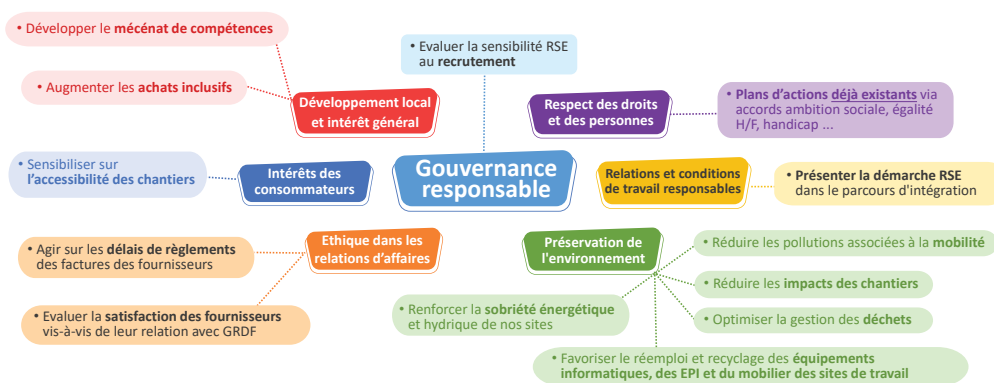 • Développer le mécénat de compétences
• Augmenter les achats inclusifs
Développement local
et intérêt général
• Evaluer la sensibilité RSE
au recrutement
Respect des droits
et des personnes
• Plans d'actions déjà existants via
accords ambition sociale, égalité
H/F, handicap ...
• Sensibiliser sur
l'accessibilité des chantiers
Intérêts des
consommateurs
Gouvernance
responsable
Relations et conditions
de travail responsables
• Présenter la démarche RSE
dans le parcours d'intégration
• Agir sur les délais de règlements
des factures des fournisseurs
Ethique dans les
relations d'affaires
• Evaluer la satisfaction des fournisseurs
vis-à-vis de leur relation avec GRDF
Préservation de
l'environnement
• Réduire les pollutions associées à la mobilité
• Réduire les impacts des chantiers
• Optimiser la gestion des déchets
• Renforcer la sobriété énergétique
et hydrique de nos sites
• Favoriser le réemploi et recyclage des équipements
informatiques, des EPI et du mobilier des sites de travail